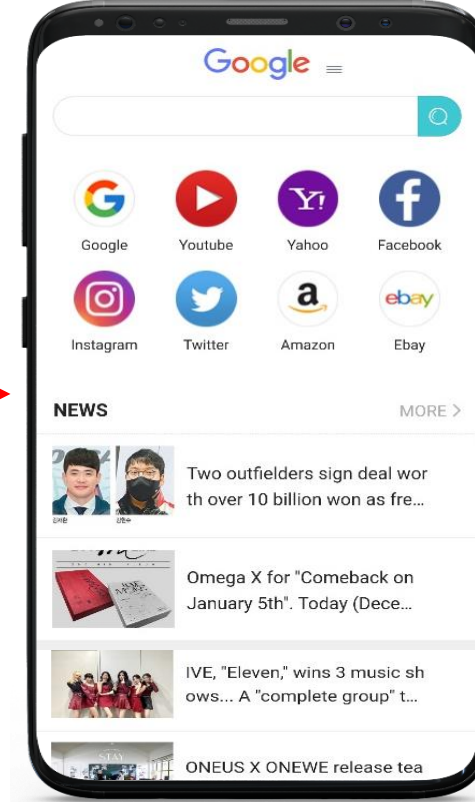 Google
Google
Youtube
Yahoo
Facebook
Instagram
Twitter
Amazon
Ebay
NEWS
MORE >
Two outfielders sign deal wor
th over 10 billion won as fre...
Omega X for "Comeback on
January 5th". Today (Dece...
IVE, "Eleven," wins 3 music sh
ows... A "complete group" t...
STAY
ONEUS X ONEWE release tea